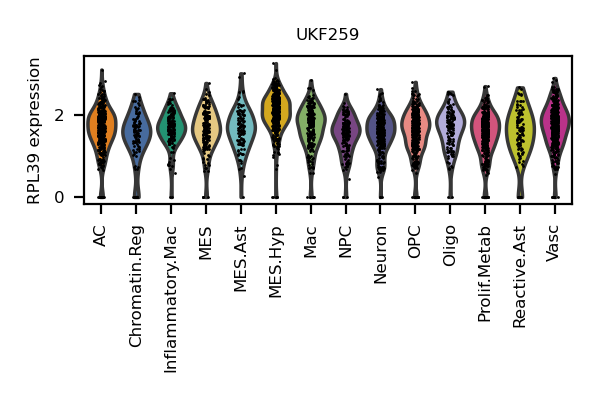 UKF259
RPL39 expression
2
0
AC
Chromatin.Reg
Inflammatory.Mac
MES
MES.Ast
MES.Hyp
Mac
NPC
Neuron
OPC
Oligo
Prolif.Metab
Reactive.Ast
Vasc